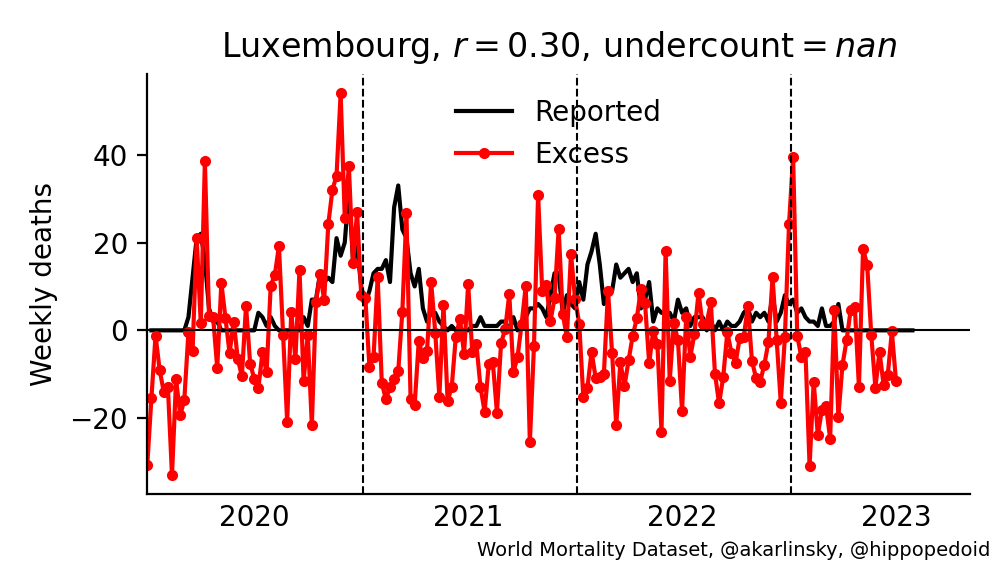 Luxembourg, r = 0.30, undercount = nan
Reported
Excess
Weekly deaths
40
20
0
−20
2020 2021 2022 2023
World Mortality Dataset, @akarlinsky, @hippopedoid